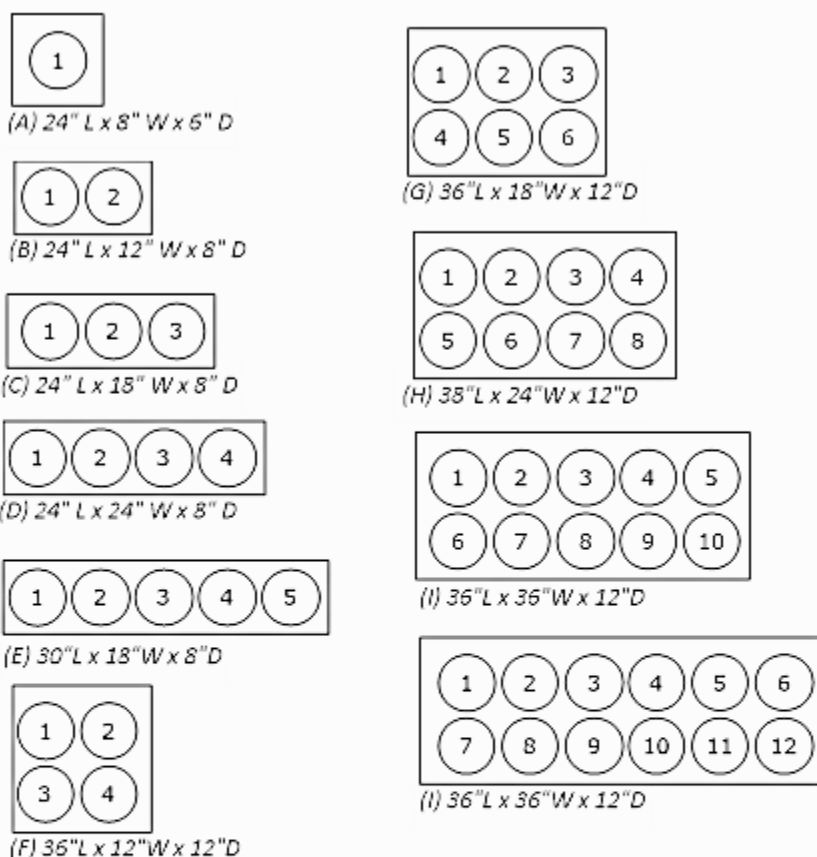 1
(A) 24" L x 8" W x 6" D
1 2
(B) 24" L x 12" W x 8" D
1 2 3
(C) 24" L x 18" W x 8" D
1 2 3 4
(D) 24" L x 24" W x 8" D
1 2 3 4 5
(E) 30"L x 18"W x 8"D
1 2
3 4
(F) 36"L x 12"W x 12"D
1 2 3
4 5 6
(G) 36"L x 18"W x 12"D
1 2 3 4
5 6 7 8
(H) 38"L x 24"W x 12"D
1 2 3 4 5
6 7 8 9 10
(I) 36"L x 36"W x 12"D
1 2 3 4 5 6
7 8 9 10 11 12
(I) 36"L x 36"W x 12"D